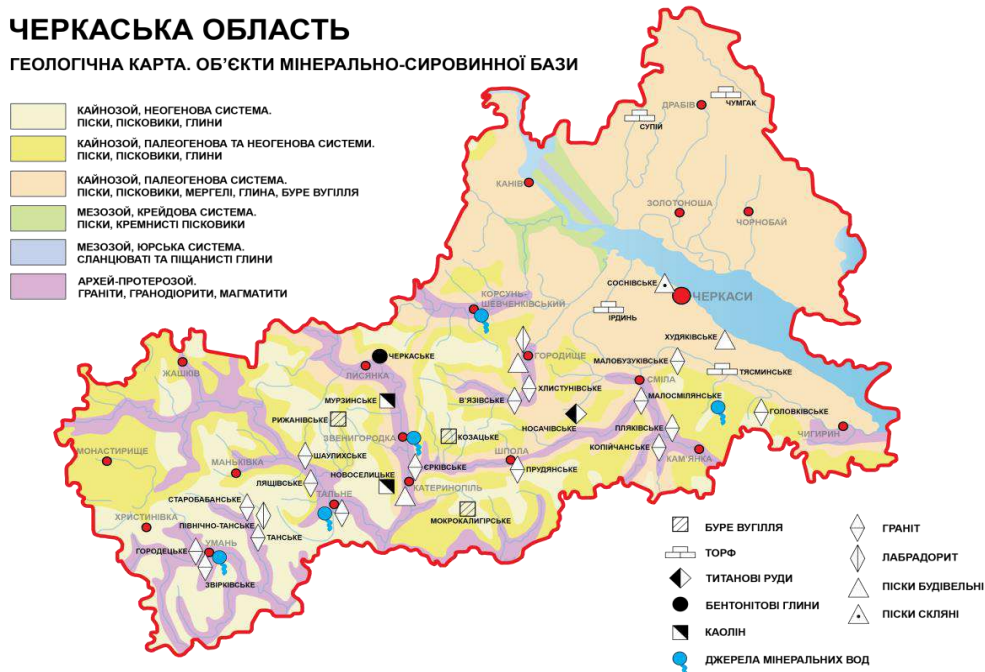 ЧЕРКАСЬКА ОБЛАСТЬ
ГЕОЛОГІЧНА КАРТА. ОБ’ЄКТИ МІНЕРАЛЬНО-СИРОВИННОЇ БАЗИ
КАЙНОЗОЙ, НЕОГЕНОВА СИСТЕМА.
ПІСКИ, ПІСКОВИКИ, ГЛИНИ
КАЙНОЗОЙ, ПАЛЕОГЕНОВА ТА НЕОГЕНОВА СИСТЕМИ.
ПІСКИ, ПІСКОВИКИ, ГЛИНИ
КАЙНОЗОЙ, ПАЛЕОГЕНОВА СИСТЕМА.
ПІСКИ, ПІСКОВИКИ, МЕРГЕЛІ, ГЛИНА, БУРЕ ВУГІЛЛЯ
МЕЗОЗОЙ, КРЕЙДОВА СИСТЕМА.
ПІСКИ, КРЕМНИСТІ ПІСКОВИКИ
МЕЗОЗОЙ, ЮРСЬКА СИСТЕМА.
СЛАНЦЮВАТІ ТА ПІЩАНИСТІ ГЛИНИ
АРХЕЙ-ПРОТЕРОЗОЙ.
ГРАНІТИ, ГРАНОДІОРИТИ, МАГМАТИТИ
ДРАБІВ
ЧУМГАК
СУПІЙ
КАНІВ
ЗОЛОТОНОША
ЧОРНОБАЙ
СОСНІВСЬКЕ
ЧЕРКАСИ
КОРСУНЬ-
ШЕВЧЕНКІВСЬКИЙ
ІРДИНЬ
ХУДЯКІВСЬКЕ
ЧЕРКАСЬКЕ
ГОРОДИЩЕ
МАЛОБУЗУКІВСЬКЕ
ЖАШКІВ
ЛИСЯНКА
ТЯСМИНСЬКЕ
СМІЛА
ХЛИСТУНІВСЬКЕ
МУРЗИНСЬКЕ
В'ЯЗІВСЬКЕ
МАЛОСМІЛЯНСЬКЕ
ГОЛОВКІВСЬКЕ
РИЖАНІВСЬКЕ
НОСАЧІВСЬКЕ
ПЛЯКІВСЬКЕ
ЧИГИРИН
ЗВЕНИГОРОДКА
КОЗАЦЬКЕ
КОПІЙЧАНСЬКЕ
МОНАСТИРИЩЕ
ШАУЛИХСЬКЕ
ШПОЛА
КАМ'ЯНКА
МАНЬКІВКА
ЄРКІВСЬКЕ
ПРУДЯНСЬКЕ
НОВОСЕЛИЦЬКЕ
ЛЯЩІВСЬКЕ
КАТЕРИНОПІЛЬ
СТАРОБАБАНСЬКЕ
ТАЛЬНЕ
ХРИСТИНІВКА
МОКРОКАЛИГІРСЬКЕ
ПІВНІЧНО-ТАНСЬКЕ
ТАНСЬКЕ
УМАНЬ
ГОРОДЕЦЬКЕ
ЗВІРКІВСЬКЕ
БУРЕ ВУГІЛЛЯ
ТОРФ
ТИТАНОВІ РУДИ
БЕНТОНІТОВІ ГЛИНИ
КАОЛІН
ДЖЕРЕЛА МІНЕРАЛЬНИХ ВОД
ГРАНІТ
ЛАБРАДОРИТ
ПІСКИ БУДІВЕЛЬНІ
ПІСКИ СКЛЯНІ